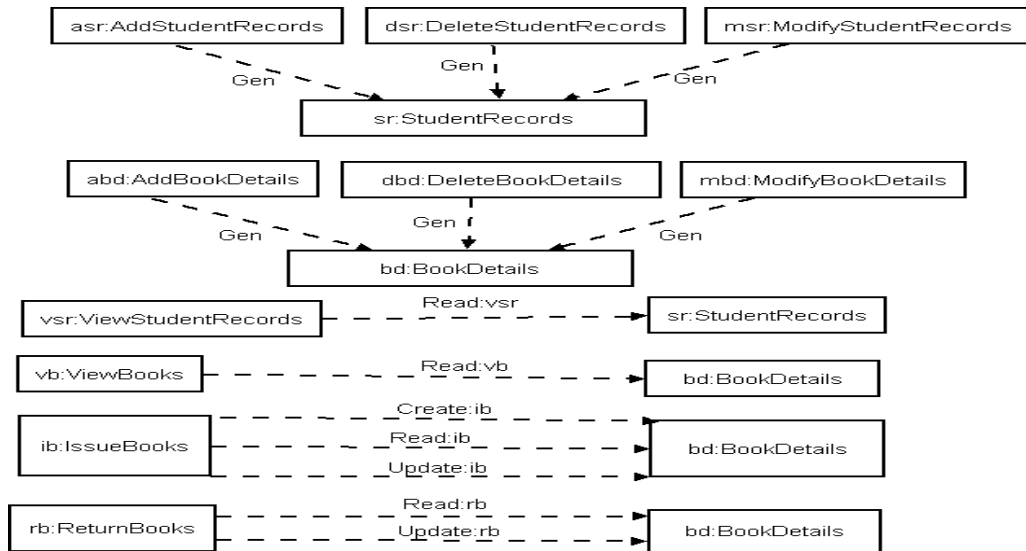 asr:AddStudentRecords
dsr:DeleteStudentRecords
msr:ModifyStudentRecords
Gen
Gen
Gen
sr:StudentRecords
abd:AddBookDetails
dbd:DeleteBookDetails
mbd:ModifyBookDetails
Gen
Gen
Gen
bd:BookDetails
vsr:ViewStudentRecords
Read:vsr
sr:StudentRecords
vb:ViewBooks
Read:vb
bd:BookDetails
ib:IssueBooks
Create:ib
Read:ib
Update:ib
bd:BookDetails
rb:ReturnBooks
Read:rb
Update:rb
bd:BookDetails